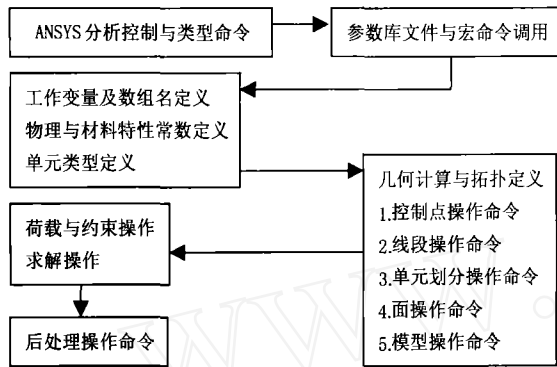 ANSYS分析控制与类型命令
参数库文件与宏命令调用
工作变量及数组名定义
物理与材料特性常数定义
单元类型定义
几何计算与拓扑定义
1.控制点操作命令
2.线段操作命令
3.单元划分操作命令
4.面操作命令
5.模型操作命令
荷载与约束操作
求解操作
后处理操作命令
WWW.